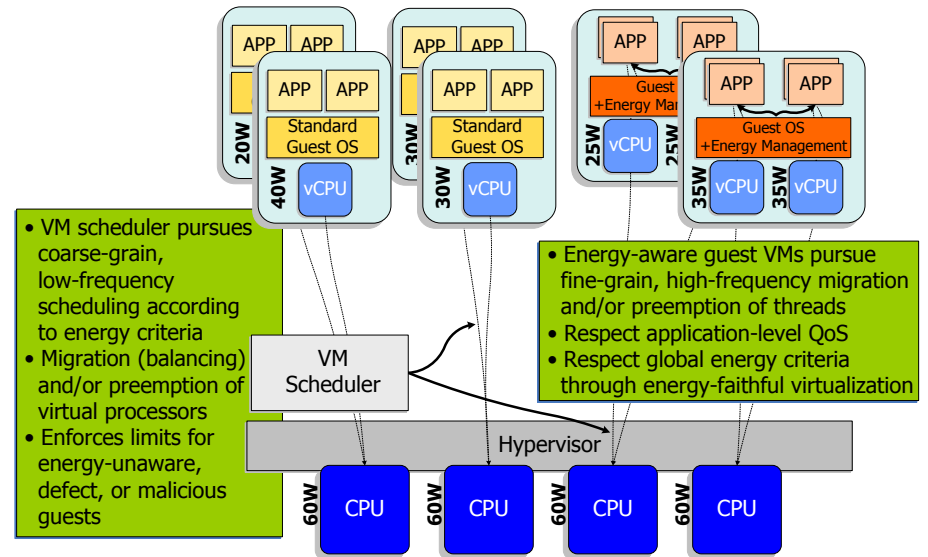 APP APP
APP APP
APP
APP
APP APP
APP APP
APP APP
Guest
+Energy Man
Standard
Guest OS
Standard
Guest OS
Guest OS
+Energy Management
20W
30W
25W
vCPU
25W
40W
vCPU
30W
vCPU
35W
vCPU
35W
vCPU
• VM scheduler pursues
coarse-grain,
low-frequency
scheduling according
to energy criteria
• Migration (balancing)
and/or preemption of
virtual processors
• Enforces limits for
energy-unaware,
defect, or malicious
guests
• Energy-aware guest VMs pursue
fine-grain, high-frequency migration
and/or preemption of threads
• Respect application-level QoS
• Respect global energy criteria
through energy-faithful virtualization
VM
Scheduler
Hypervisor
60W
CPU
60W
CPU
60W
CPU
60W
CPU